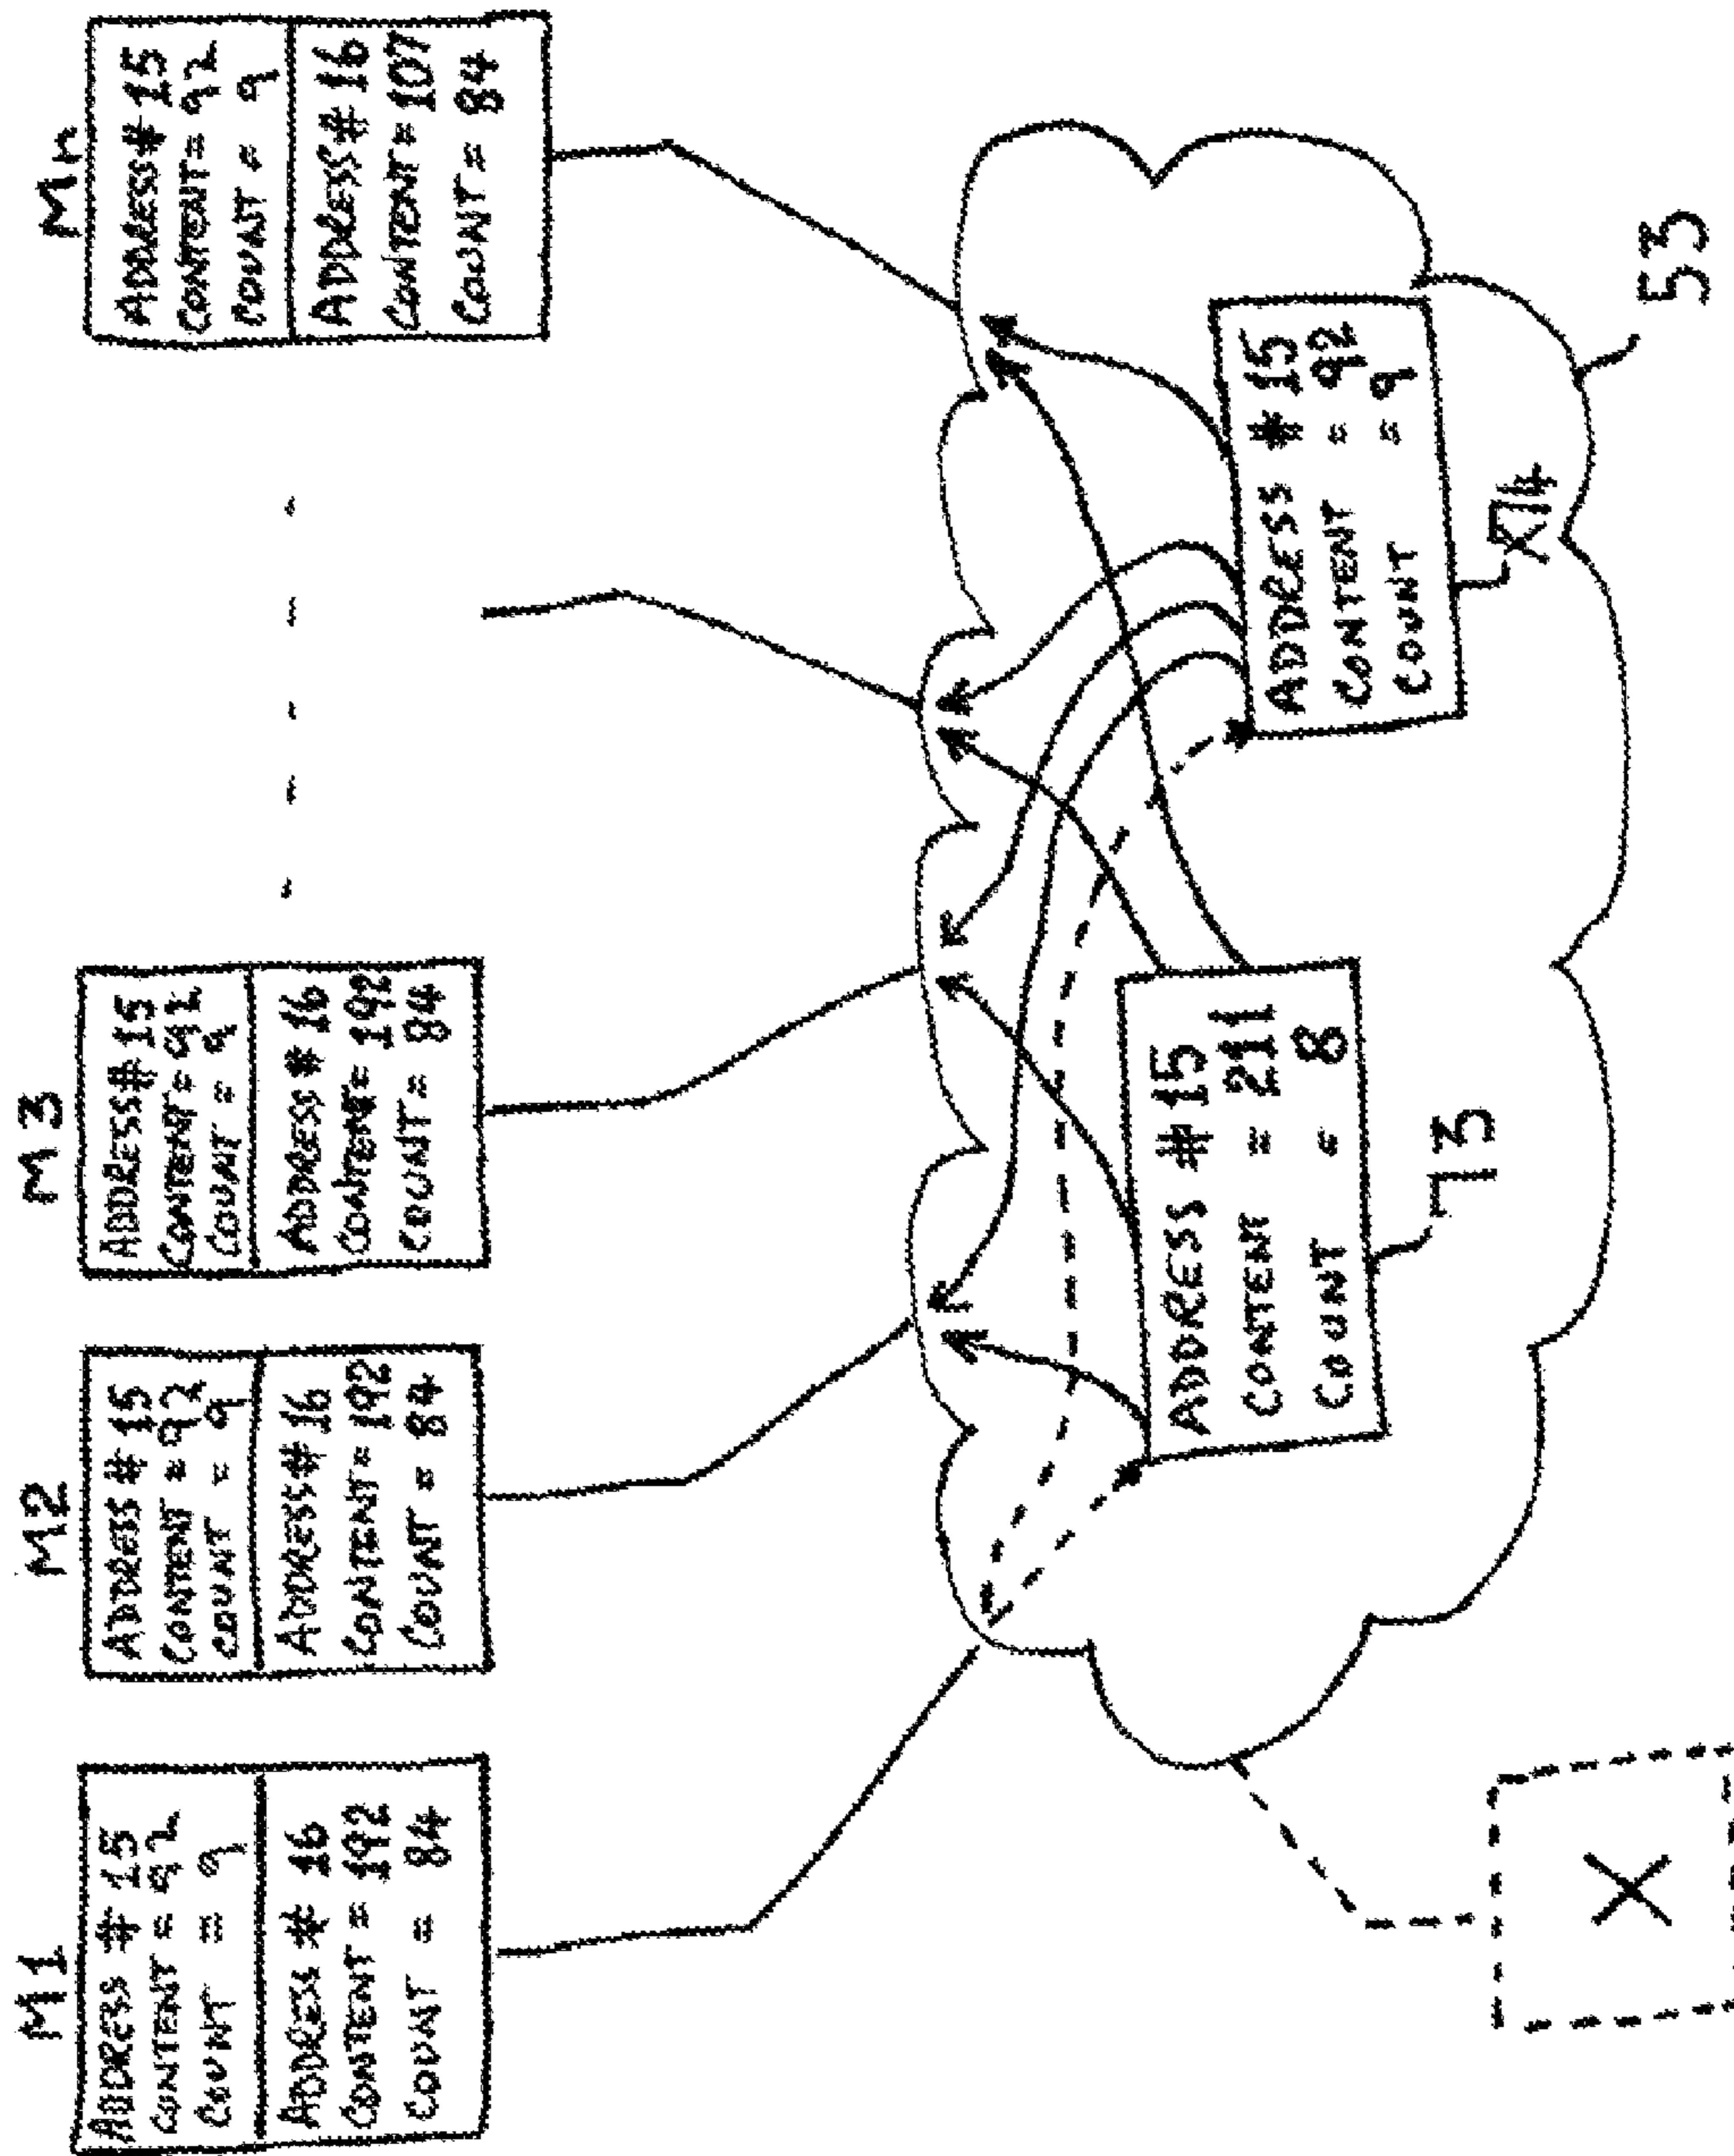 M1
ADDRESS # 15
CONTENT = 92
COUNT = 9
ADDRESS # 16
CONTENT = 192
COUNT = 84
M2
ADDRESS # 15
CONTENT = 92
COUNT = 9
ADDRESS # 16
CONTENT = 192
COUNT = 84
M3
ADDRESS # 15
CONTENT = 92
COUNT = 9
ADDRESS # 16
CONTENT = 192
COUNT = 84
Mn
ADDRESS # 15
CONTENT = 92
COUNT = 9
ADDRESS # 16
CONTENT = 107
COUNT = 84
ADDRESS #15
CONTENT = 211
COUNT = 8
73
ADDRESS # 15
CONTENT = 92
COUNT = 9
74
53
X